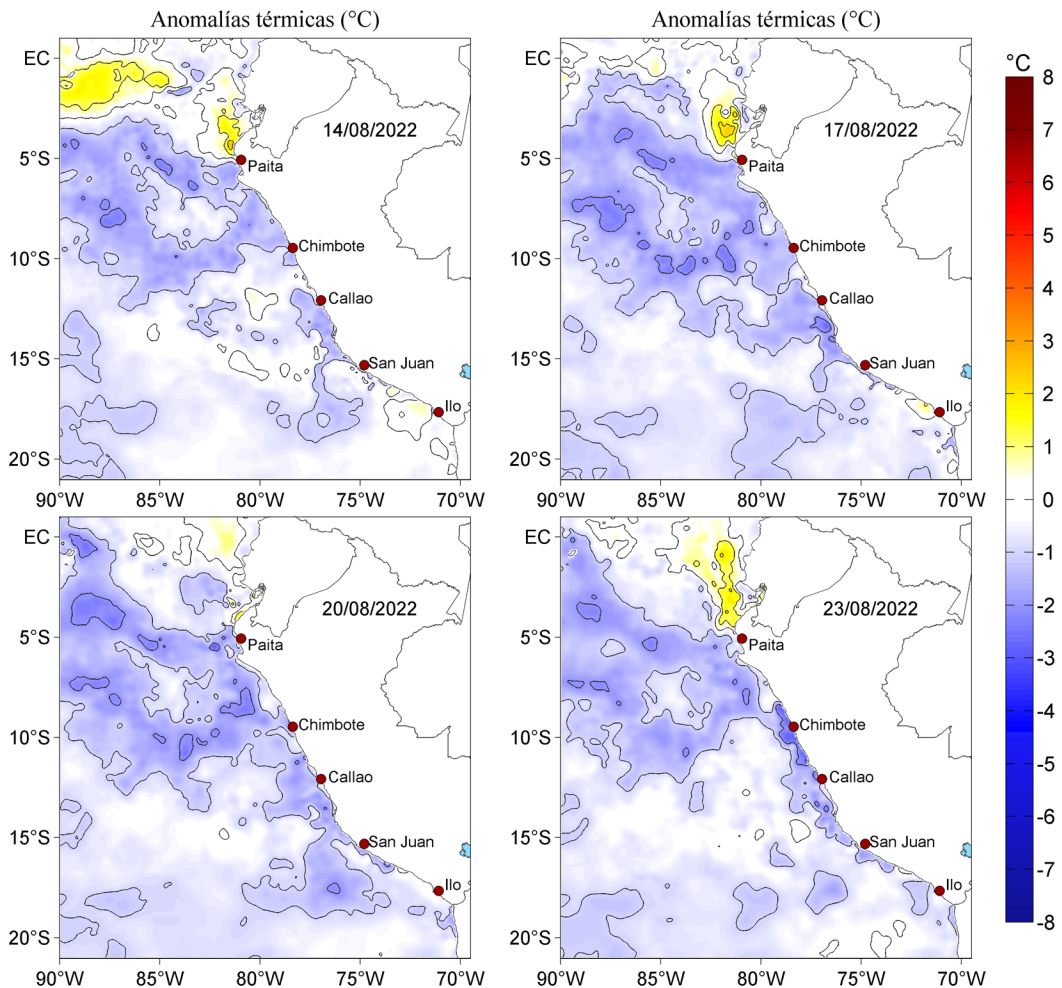 Anomalías térmicas (°C)
Anomalías térmicas (°C)
EC
5°S
10°S
15°S
20°S
90°W
85°W
80°W
75°W
70°W
14/08/2022
Paita
Chimbote
Callao
San Juan
Ilo
EC
5°S
10°S
15°S
20°S
90°W
85°W
80°W
75°W
70°W
17/08/2022
Paita
Chimbote
Callao
San Juan
Ilo
EC
5°S
10°S
15°S
20°S
90°W
85°W
80°W
75°W
70°W
20/08/2022
Paita
Chimbote
Callao
San Juan
Ilo
EC
5°S
10°S
15°S
20°S
90°W
85°W
80°W
75°W
70°W
23/08/2022
Paita
Chimbote
Callao
San Juan
Ilo
°C
8
7
6
5
4
3
2
1
0
-1
-2
-3
-4
-5
-6
-7
-8